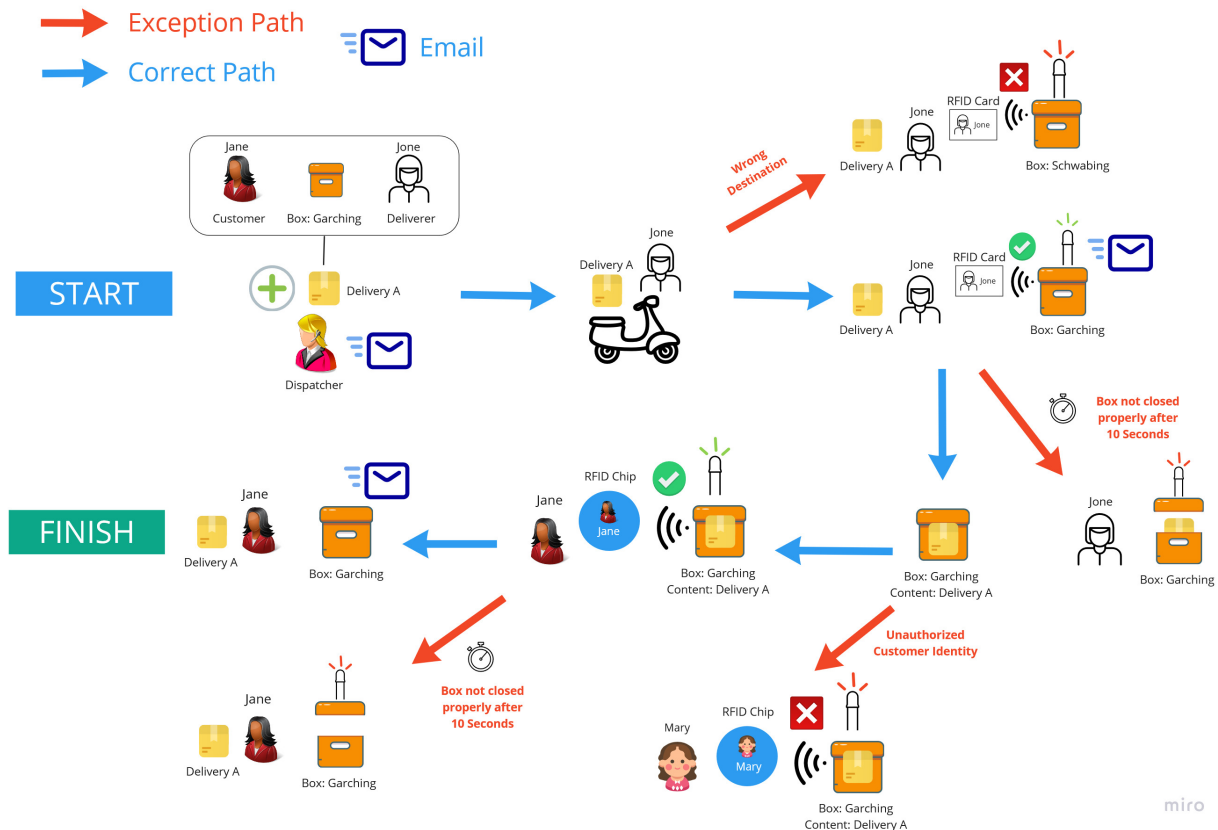 Exception Path
Correct Path
Email
Jane
Jone
Customer
Box: Garching
Deliverer
START
Delivery A
Dispatcher
Delivery A
Jone
Wrong
Destination
Delivery A
Jone
RFID Card
Jone
Box: Schwabing
Delivery A
Jone
RFID Card
Jone
Box: Garching
Box not closed
properly after
10 Seconds
Jone
Box: Garching
Box: Garching
Content: Delivery A
Jane
RFID Chip
Jane
Box: Garching
Content: Delivery A
FINISH
Delivery A
Jane
Box: Garching
Box not closed
properly after
10 Seconds
Delivery A
Jane
Box: Garching
Unauthorized
Customer Identity
Mary
RFID Chip
Mary
Box: Garching
Content: Delivery A
miro